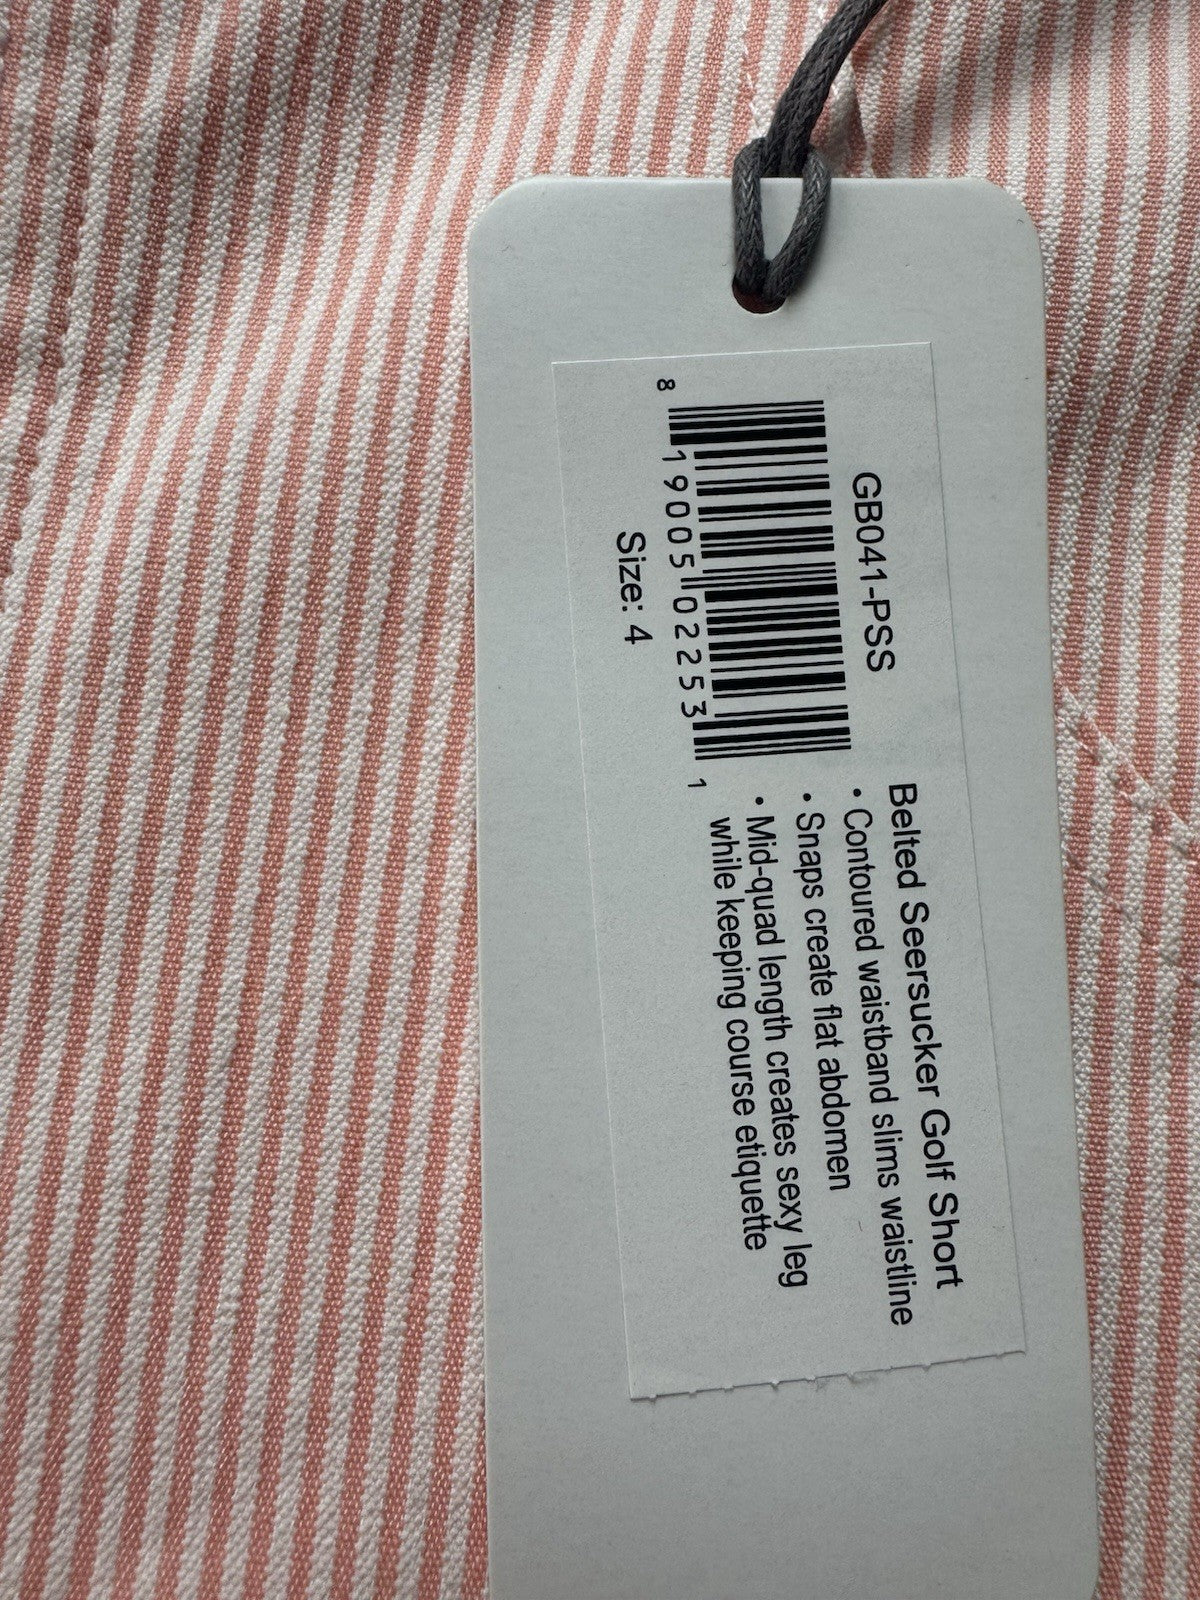 GB041-PSS
8 19005 02253 1
Size: 4
Belted Seersucker Golf Short
• Contoured waistband slims waistline
• Snaps create flat abdomen
• Mid-quad length creates sexy leg
while keeping course etiquette